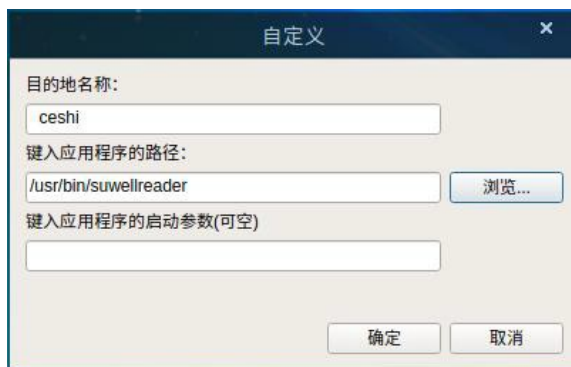 自定义
目的地名称：
ceshi
键入应用程序的路径：
/usr/bin/suwellreader
浏览...
键入应用程序的启动参数(可空)
确定
取消